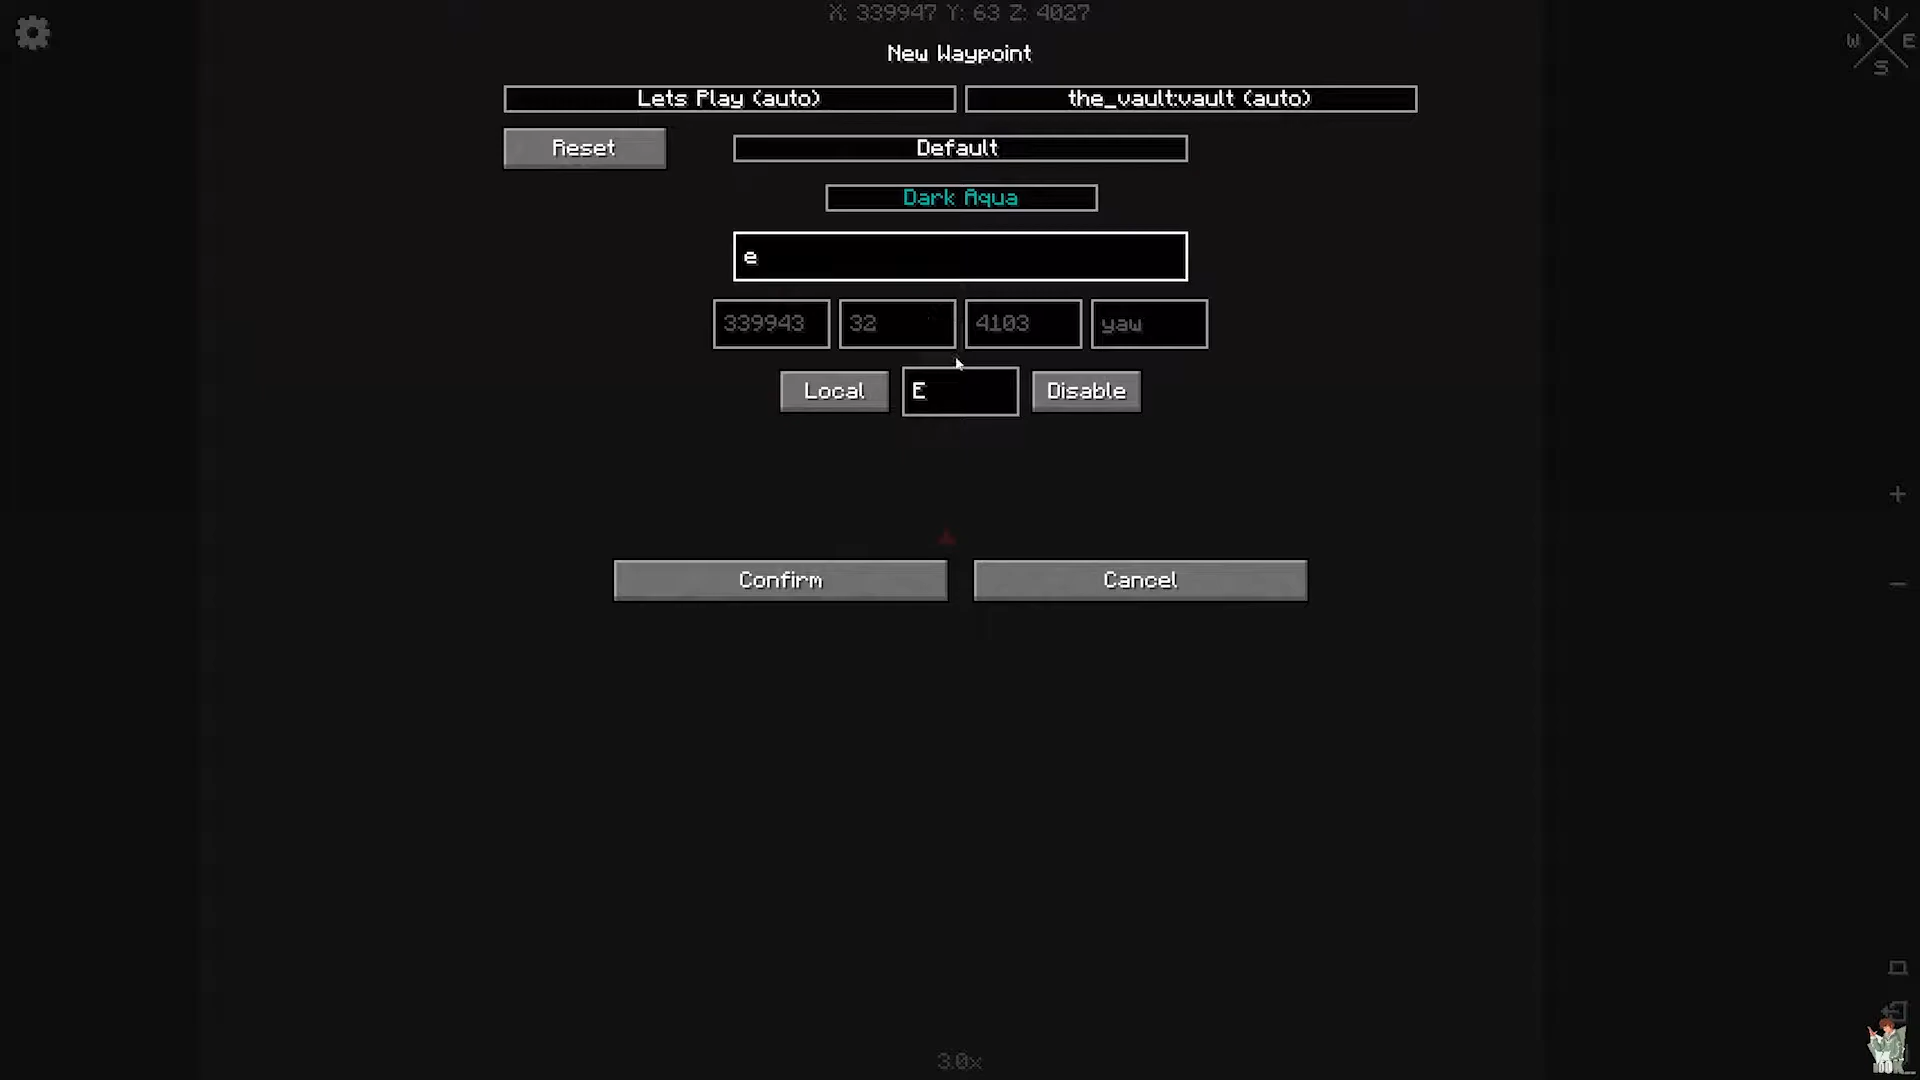 X: 339947 Y: 63 Z: 4027
N
W E
S
New Waypoint
Lets Play (auto) the_vault:vault (auto)
Reset Default
Dark Aqua
e
339943 32 4103 yaw
Local E Disable
+
Confirm Cancel
-
3.0x